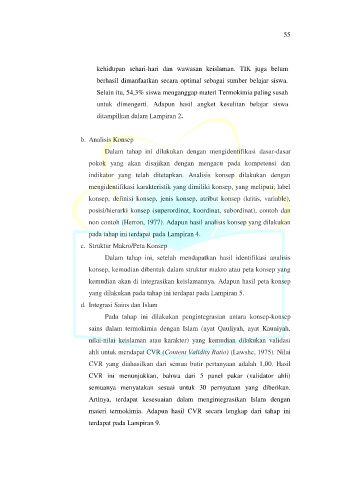 55
kehidupan sehari-hari dan wawasan keislaman. TIK juga belum
berhasil dimanfaatkan secara optimal sebagai sumber belajar siswa.
Selain itu, 54,3% siswa menganggap materi Termokimia paling susah
untuk dimengerti. Adapun hasil angket kesulitan belajar siswa
ditampilkan dalam Lampiran 2.
b. Analisis Konsep
Dalam tahap ini dilakukan dengan mengidentifikasi dasar-dasar
pokok yang akan disajikan dengan mengacu pada kompetensi dan
indikator yang telah ditetapkan. Analisis konsep dilakukan dengan
mengidentifikasi karakteristik yang dimiliki konsep, yang meliputi; label
konsep, definisi konsep, jenis konsep, atribut konsep (kritis, variable),
posisi/hierarki konsep (superordinat, koordinat, subordinat), contoh dan
non contoh (Herron, 1977). Adapun hasil analisis konsep yang dilakukan
pada tahap ini terdapat pada Lampiran 4.
c. Struktur Makro/Peta Konsep
Dalam tahap ini, setelah mendapatkan hasil identifikasi analisis
konsep, kemudian dibentuk dalam struktur makro atau peta konsep yang
kemudian akan di integrasikan keislamannya. Adapun hasil peta konsep
yang dilakukan pada tahap ini terdapat pada Lampiran 5.
d. Integrasi Sains dan Islam
Pada tahap ini dilakukan pengintegrasian antara konsep-konsep
sains dalam termokimia dengan Islam (ayat Qauliyah, ayat Kauniyah,
nilai-nilai keislaman atau karakter) yang kemudian dilakukan validasi
ahli untuk mendapat CVR (Content Validity Ratio) (Lawshe, 1975). Nilai
CVR yang diahasilkan dari semua butir pertanyaan adalah 1,00. Hasil
CVR ini menunjukkan, bahwa dari 5 panel pakar (validator ahli)
semuanya menyatakan sesuai untuk 30 pernyataan yang diberikan.
Artinya, terdapat kesesuaian dalam mengintegrasikan Islam dengan
materi termokimia. Adapun hasil CVR secara lengkap dari tahap ini
terdapat pada Lampiran 9.